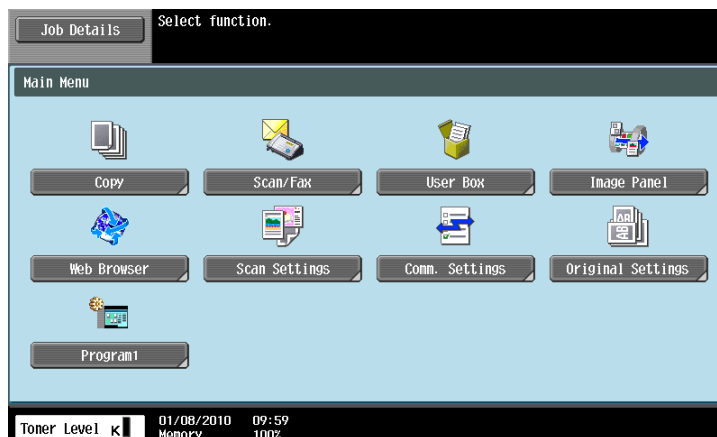 Job Details
Select function.
Main Menu
Copy
Scan/Fax
User Box
Image Panel
Web Browser
Scan Settings
Comm. Settings
Original Settings
Program1
Toner Level K
01/08/2010 09:59
Memory 100%